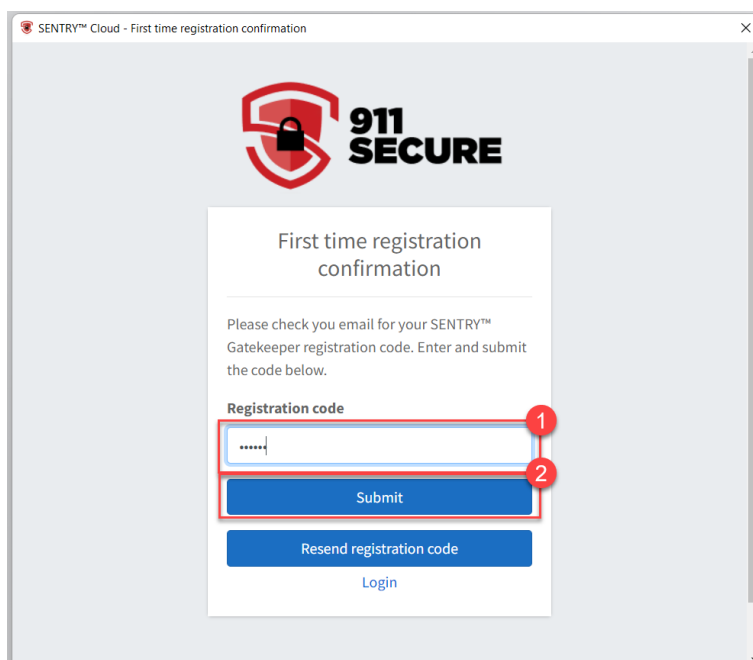 SENTRY™ Cloud - First time registration confirmation
911
SECURE
First time registration
confirmation
Please check you email for your SENTRY™
Gatekeeper registration code. Enter and submit
the code below.
Registration code
1
••••••
2
Submit
Resend registration code
Login